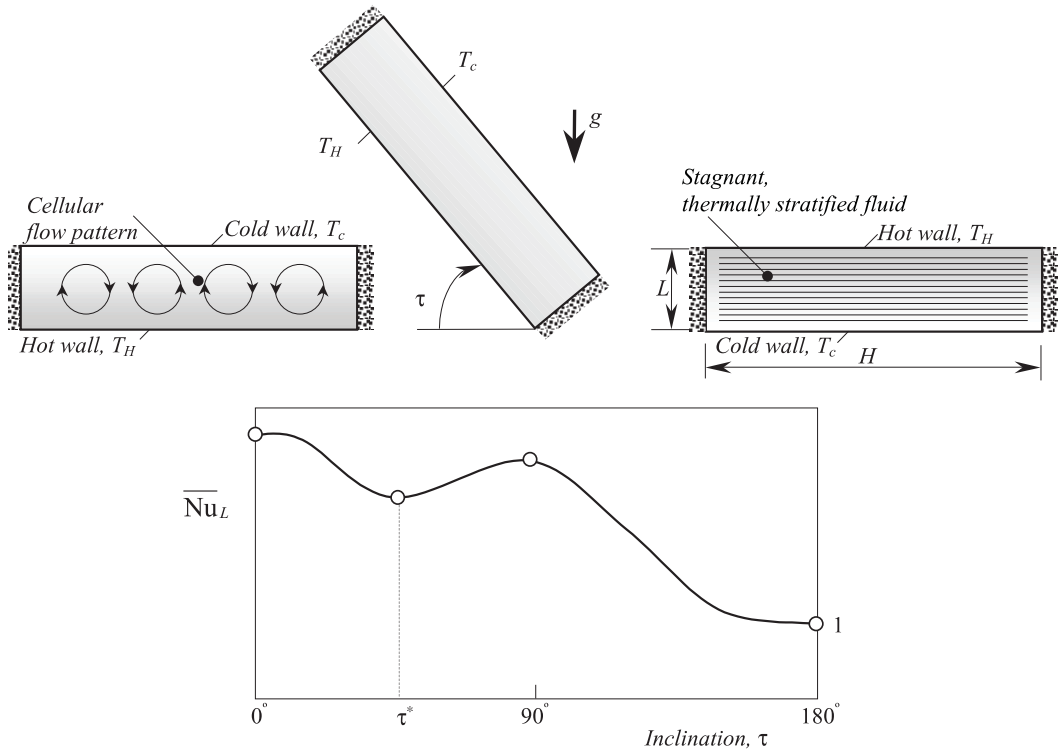 T_c
g
T_H
Cellular
flow pattern
Cold wall, T_c
Hot wall, T_H
τ
Stagnant,
thermally stratified fluid
Hot wall, T_H
L
Cold wall, T_c
H
Nu_L
1
0°
τ*
90°
180°
Inclination, τ